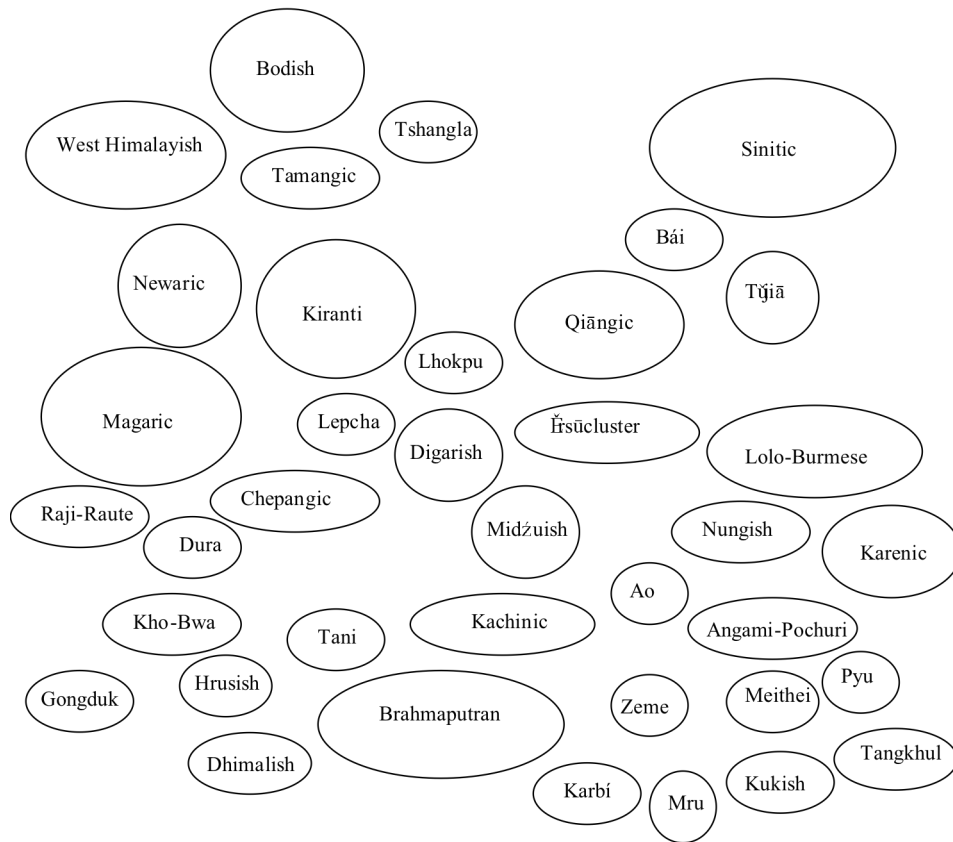 Bodish
Tshangla
West Himalayish
Sinitic
Tamangic
Bái
Newaric
Tǔjiā
Kiranti
Qiāngic
Lhokpu
Lepcha
Magaric
Ěrsūcluster
Digarish
Lolo-Burmese
Chepangic
Raji-Raute
Midźuish
Nungish
Dura
Karenic
Ao
Kho-Bwa
Kachinic
Tani
Angami-Pochuri
Pyu
Hrusish
Gongduk
Meithei
Zeme
Brahmaputran
Tangkhul
Dhimalish
Kukish
Karbí
Mru